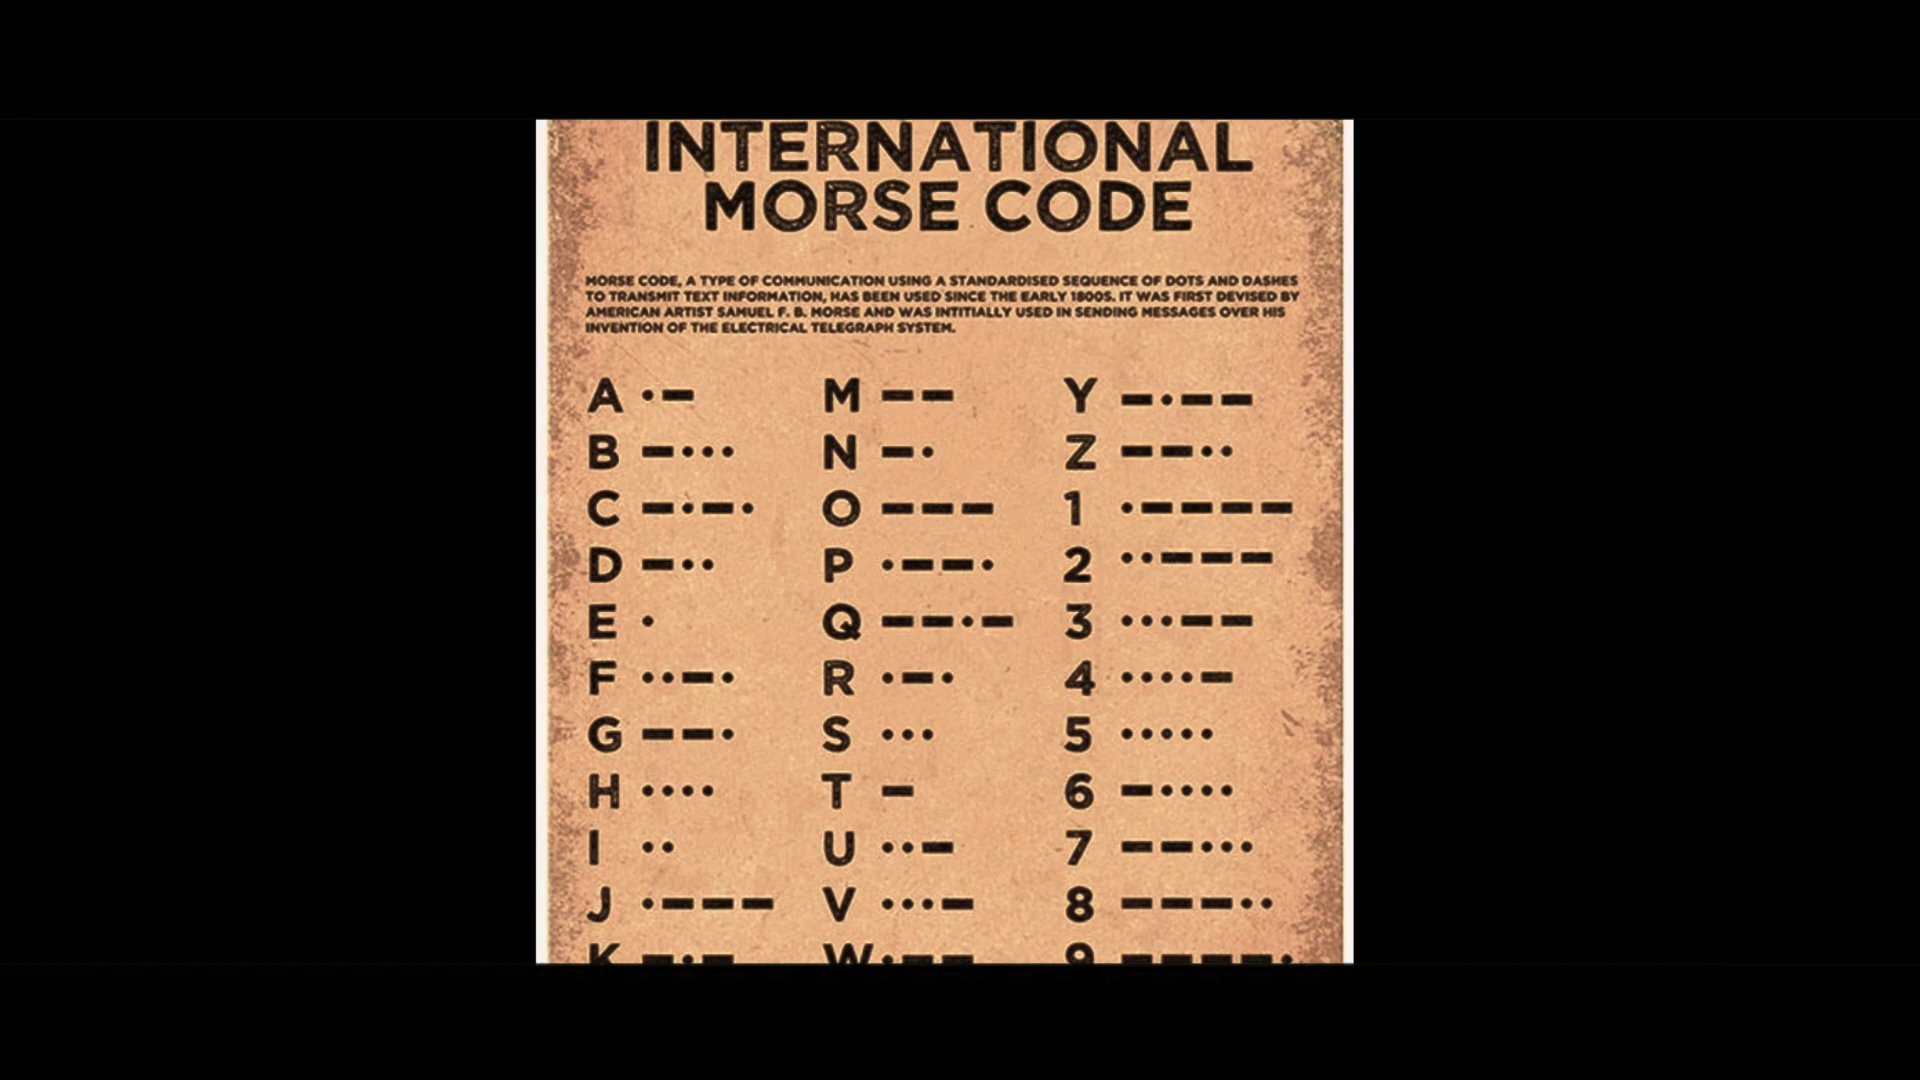 INTERNATIONAL
MORSE CODE
MORSE CODE, A TYPE OF COMMUNICATION USING A STANDARDISED SEQUENCE OF DOTS AND DASHES
TO TRANSMIT TEXT INFORMATION, HAS BEEN USED SINCE THE EARLY 1800S. IT WAS FIRST DEVISED BY
AMERICAN ARTIST SAMUEL F. B. MORSE AND WAS INTITIALLY USED IN SENDING MESSAGES OVER HIS
INVENTION OF THE ELECTRICAL TELEGRAPH SYSTEM.
A •– M –– Y –•––
B –••• N –• Z ––••
C –•–• O ––– 1 •––––
D –•• P •––• 2 ••–––
E • Q ––•– 3 •••––
F ••–• R •–• 4 ••••–
G ––• S ••• 5 •••••
H •••• T – 6 –••••
I •• U ••– 7 ––•••
J •––– V •••– 8 –––••
K –•– W •–– 9 ––––•